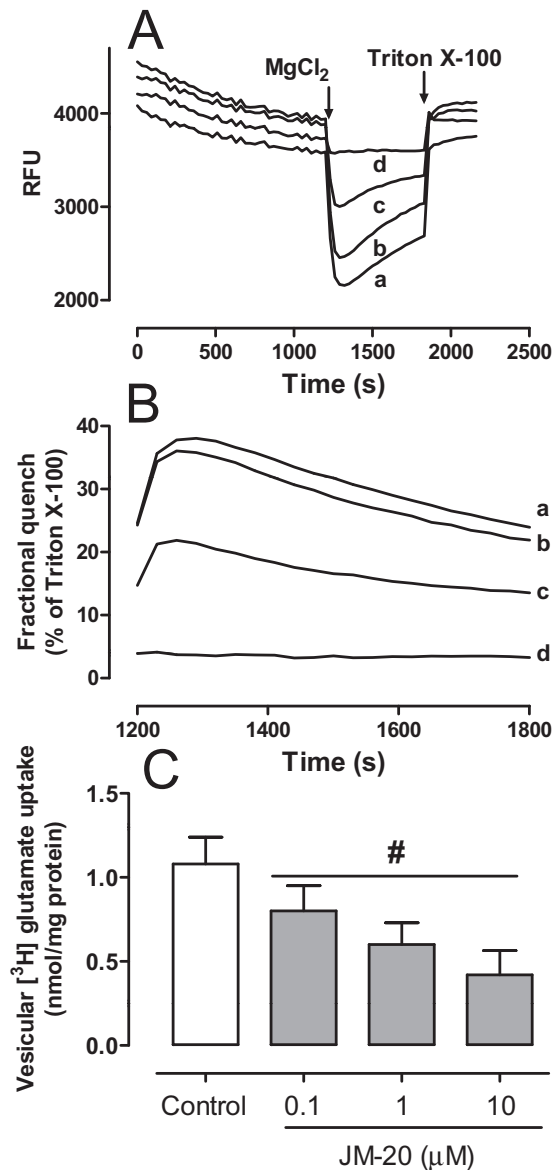 A
MgCl2
Triton X-100
RFU
4000
3000
2000
d
c
b
a
0 500 1000 1500 2000 2500
Time (s)
B
Fractional quench
(% of Triton X-100)
40
30
20
10
0
a
b
c
d
1200 1400 1600 1800
Time (s)
C
Vesicular [³H] glutamate uptake
(nmol/mg protein)
1.5
1.0
0.5
0.0
#
Control 0.1 1 10
JM-20 (μM)